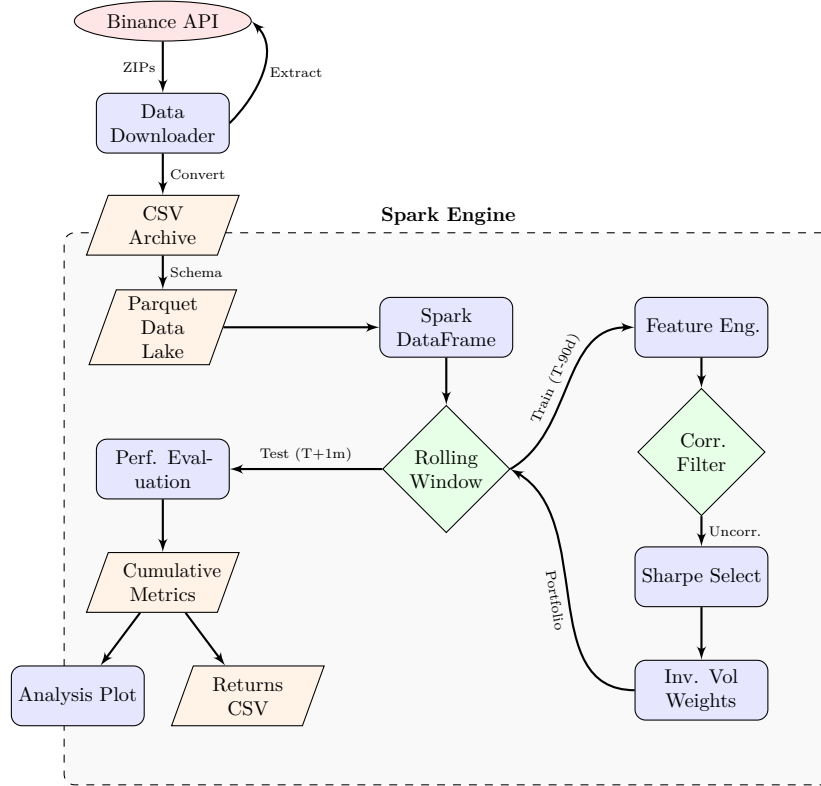 Binance API
ZIPs
Extract
Data
Downloader
Convert
CSV
Archive
Spark Engine
Schema
Parquet
Data
Lake
Spark
DataFrame
Feature Eng.
Train (T-90d)
Corr.
Filter
Perf. Eval-
uation
Test (T+1m)
Rolling
Window
Uncorr.
Cumulative
Metrics
Sharpe Select
Portfolio
Analysis Plot
Returns
CSV
Inv. Vol
Weights